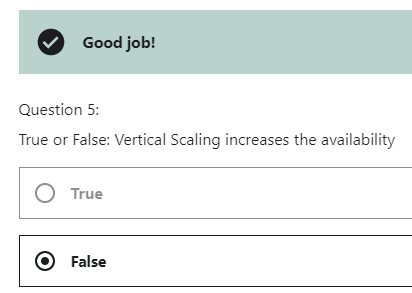 Good job!
Question 5:
True or False: Vertical Scaling increases the availability
True
False